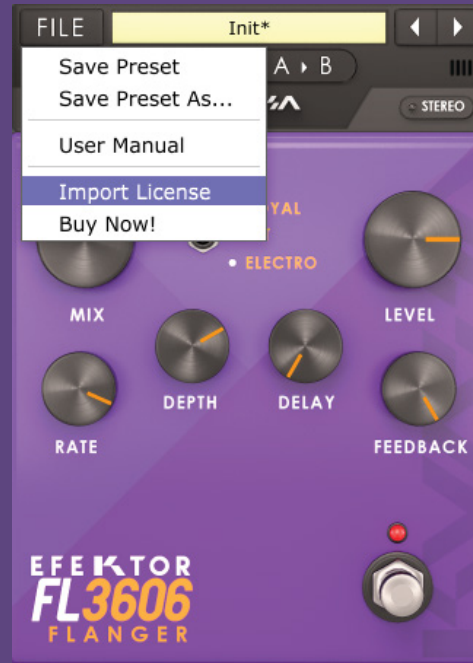 FILE
Init*
Save Preset
Save Preset As...
User Manual
Import License
Buy Now!
A B
STEREO
ELECTRO
MIX
LEVEL
DEPTH
DELAY
RATE
FEEDBACK
EFEKTOR
FL3606
FLANGER